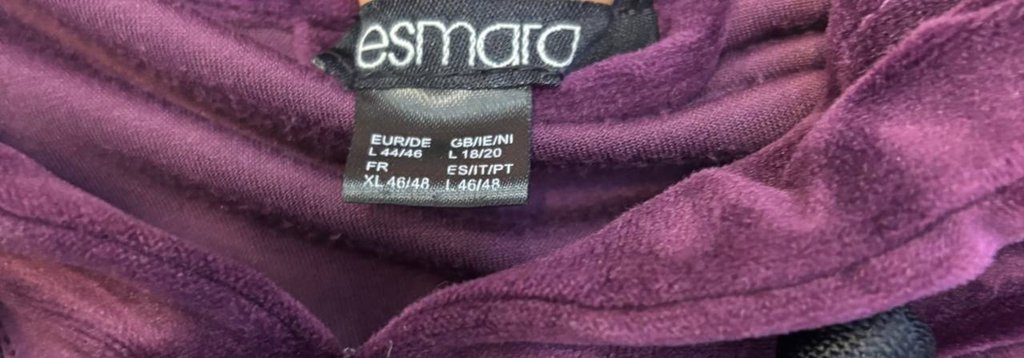 esmara
EUR/DE GB/IE/NI
L 44/46 L 18/20
FR ES/IT/PT
XL 46/48 L 46/48